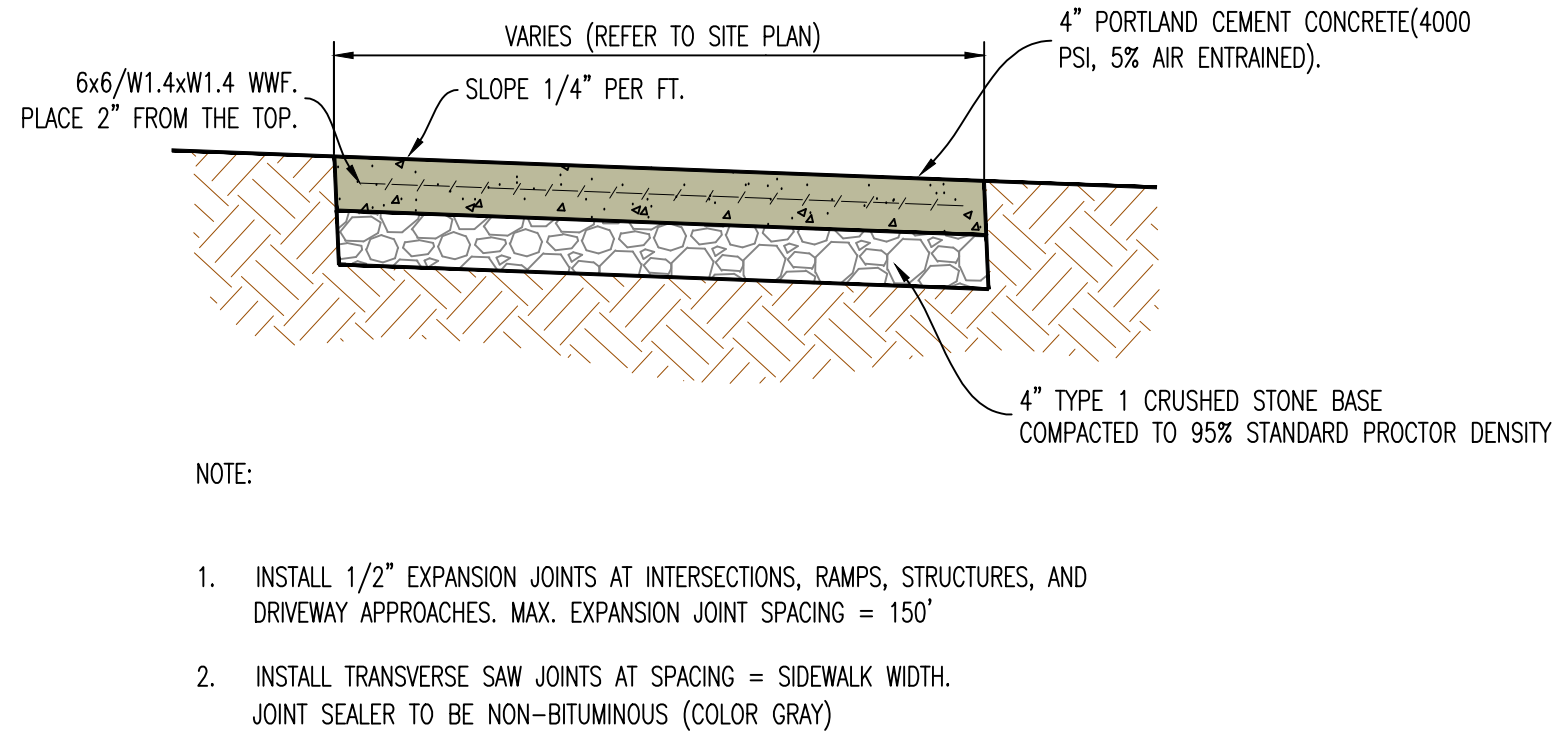 VARIES (REFER TO SITE PLAN)
4” PORTLAND CEMENT CONCRETE(4000
PSI, 5% AIR ENTRAINED).
6x6/W1.4xW1.4 WWF.
PLACE 2” FROM THE TOP.
SLOPE 1/4” PER FT.
4” TYPE 1 CRUSHED STONE BASE
COMPACTED TO 95% STANDARD PROCTOR DENSITY
NOTE:
1. INSTALL 1/2” EXPANSION JOINTS AT INTERSECTIONS, RAMPS, STRUCTURES, AND
DRIVEWAY APPROACHES. MAX. EXPANSION JOINT SPACING = 150'
2. INSTALL TRANSVERSE SAW JOINTS AT SPACING = SIDEWALK WIDTH.
JOINT SEALER TO BE NON-BITUMINOUS (COLOR GRAY)